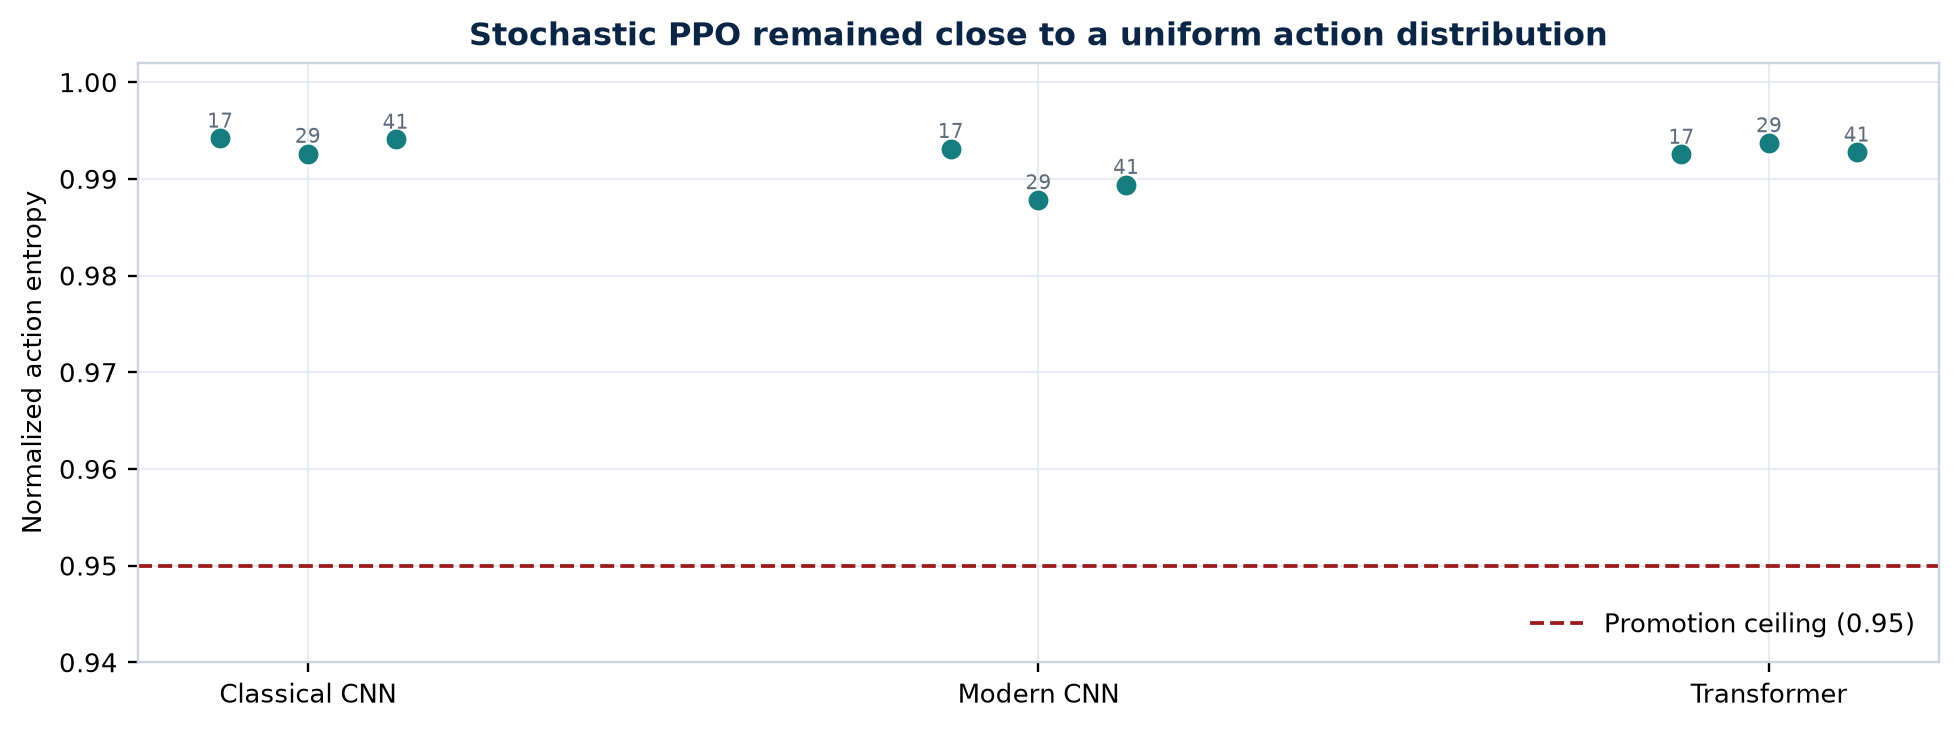 Stochastic PPO remained close to a uniform action distribution
Normalized action entropy
1.00
0.99
0.98
0.97
0.96
0.95
0.94
17
29
41
17
29
41
17
29
41
Promotion ceiling (0.95)
Classical CNN
Modern CNN
Transformer